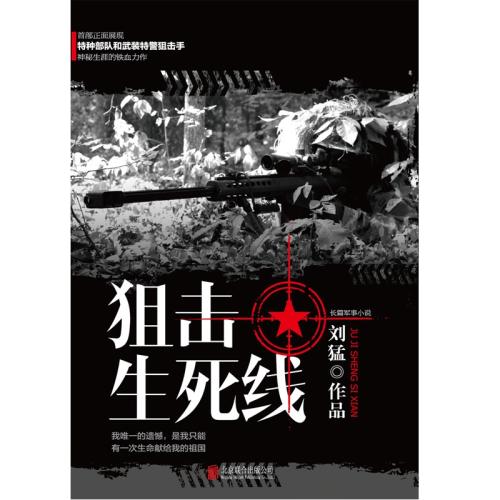 首部正面展现
特种部队和武装特警狙击手
神秘生涯的铁血力作
狙击
生死线
长篇军事小说
刘猛◎作品
JU JI SHENG SI XIAN
我唯一的遗憾，是我只能
有一次生命献给我的祖国
北京联合出版公司